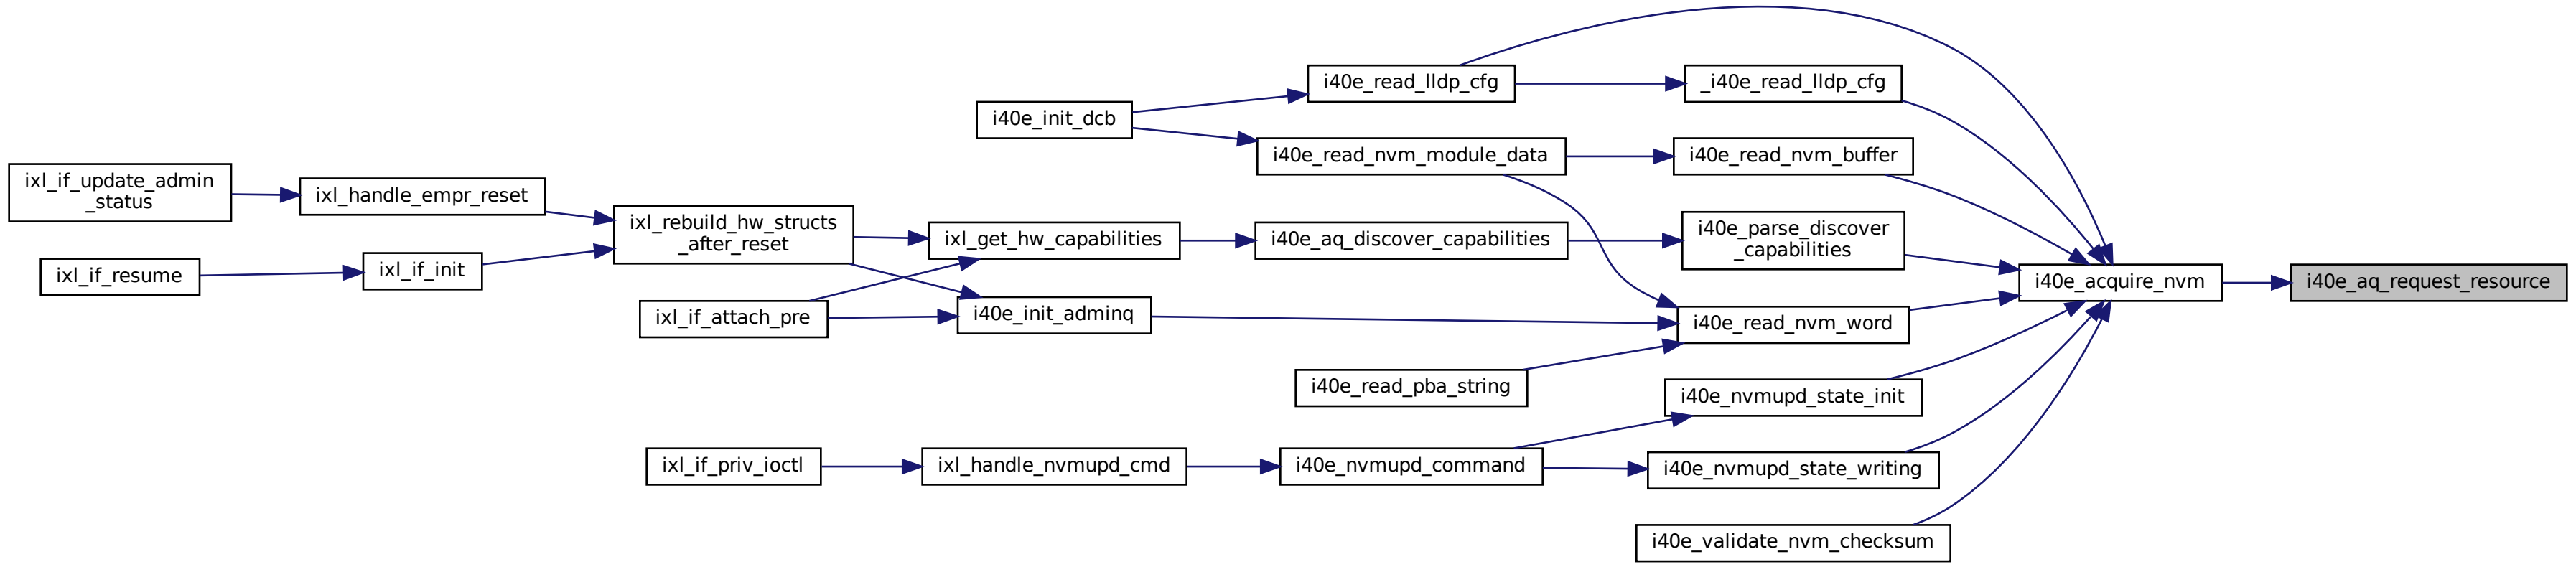 ixl_if_update_admin
_status
ixl_if_resume
ixl_handle_empr_reset
ixl_if_init
ixl_rebuild_hw_structs
_after_reset
ixl_if_attach_pre
ixl_if_priv_ioctl
i40e_init_dcb
ixl_get_hw_capabilities
i40e_init_adminq
ixl_handle_nvmupd_cmd
i40e_read_lldp_cfg
i40e_read_nvm_module_data
i40e_aq_discover_capabilities
i40e_read_pba_string
i40e_nvmupd_command
_i40e_read_lldp_cfg
i40e_read_nvm_buffer
i40e_parse_discover
_capabilities
i40e_read_nvm_word
i40e_nvmupd_state_init
i40e_nvmupd_state_writing
i40e_validate_nvm_checksum
i40e_acquire_nvm
i40e_aq_request_resource